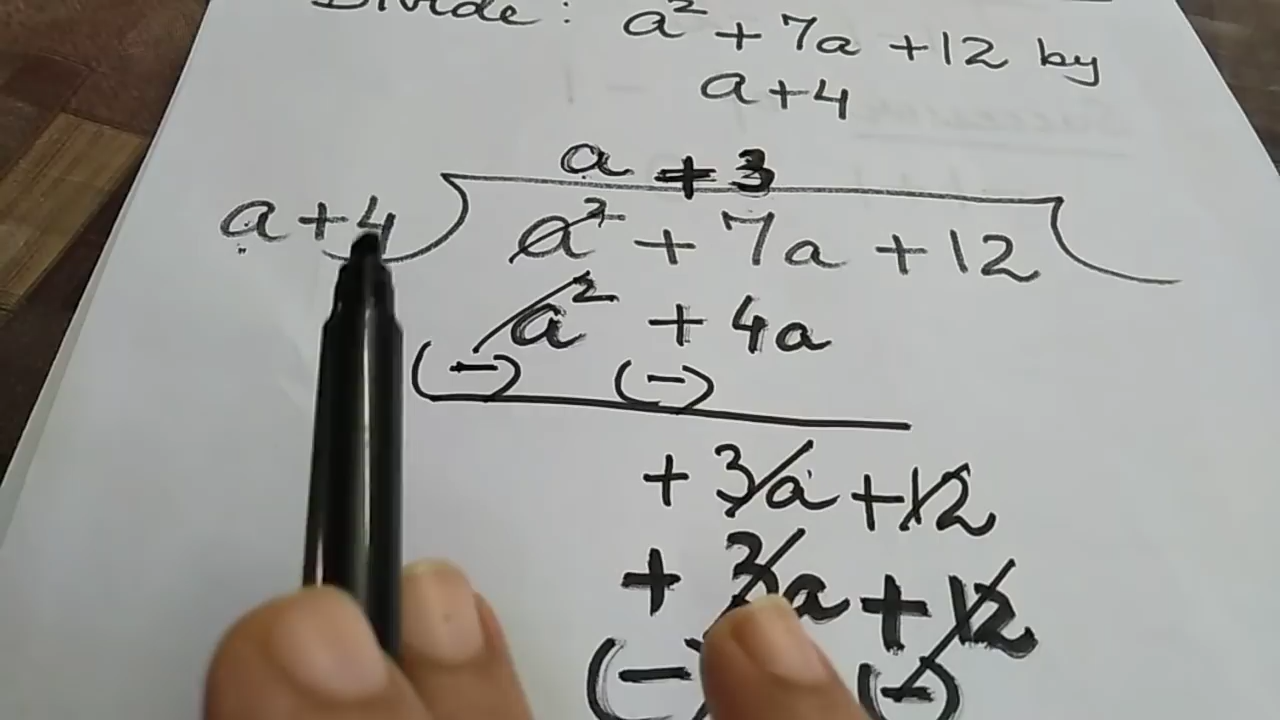 Divide: a² + 7a + 12 by
a + 4
a + 3
a + 4 ) a² + 7a + 12 (
a² + 4a
(-) (-)
+ 3a + 12
+ 3a + 12
(-) (-)